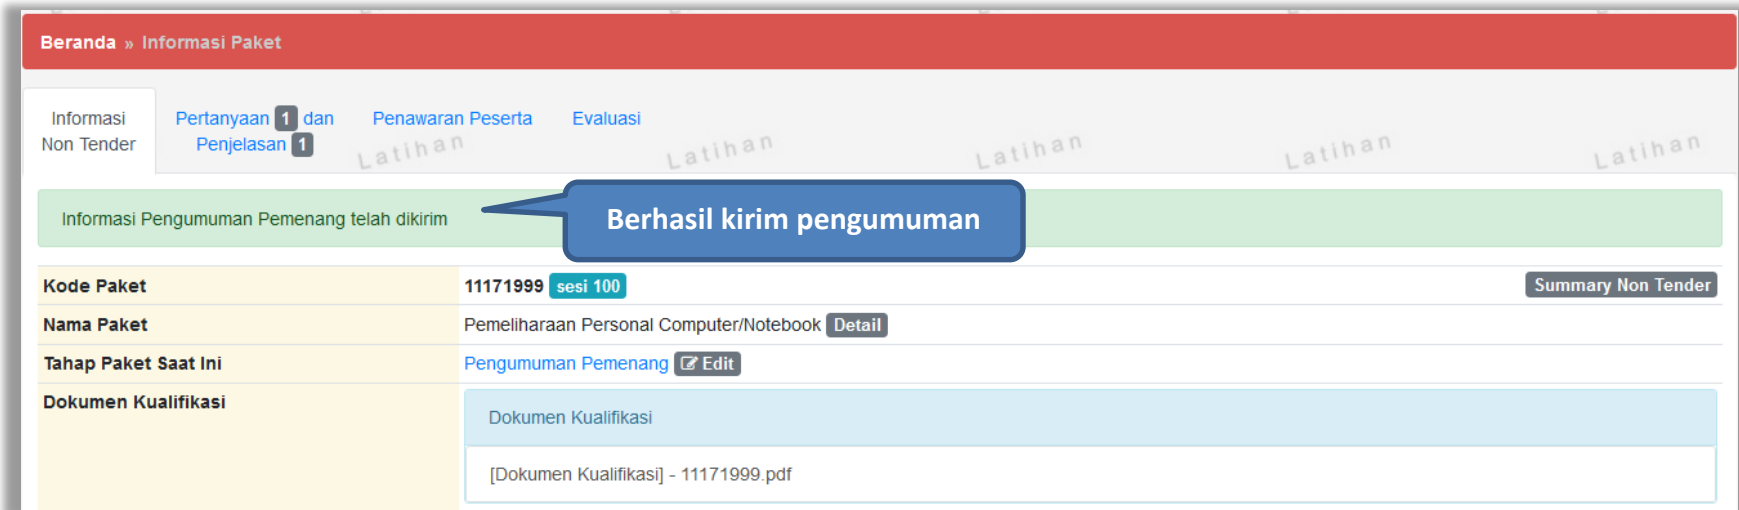 Beranda » Informasi Paket
Informasi Non Tender
Pertanyaan 1 dan Penjelasan 1
Penawaran Peserta
Evaluasi
Latihan Latihan Latihan Latihan Latihan
Informasi Pengumuman Pemenang telah dikirim
Berhasil kirim pengumuman
Kode Paket 11171999 sesi 100 Summary Non Tender
Nama Paket Pemeliharaan Personal Computer/Notebook Detail
Tahap Paket Saat Ini Pengumuman Pemenang Edit
Dokumen Kualifikasi Dokumen Kualifikasi
[Dokumen Kualifikasi] - 11171999.pdf